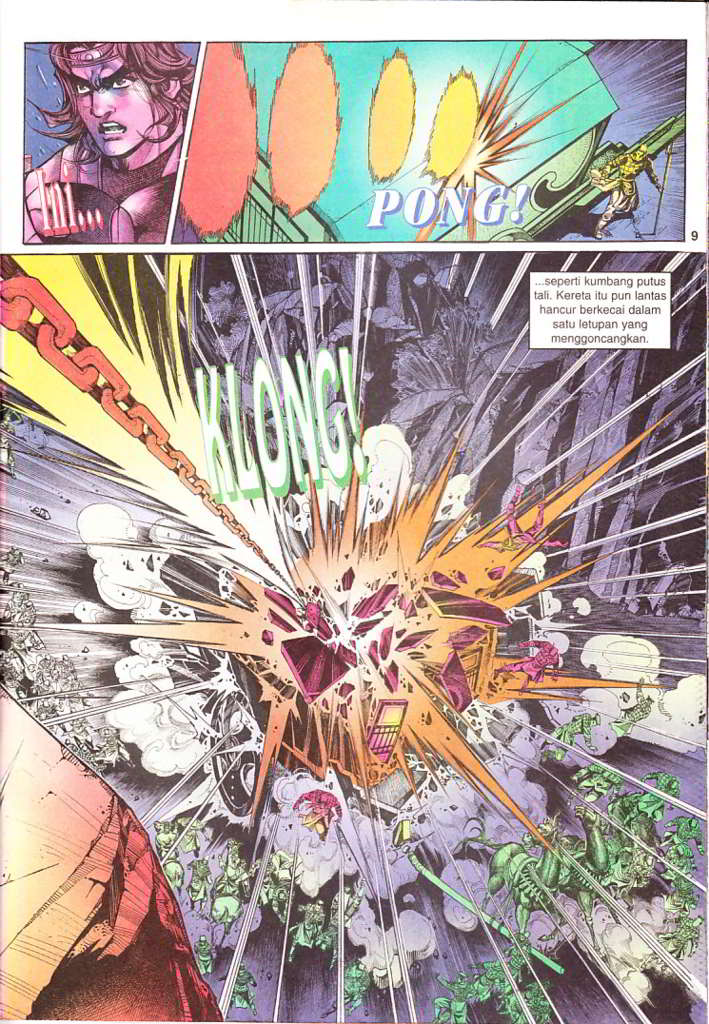 PONG!
9
...seperti kumbang putus
tali. Kereta itu pun lantas
hancur berkecai dalam
satu letupan yang
menggoncangkan.
KLONG!